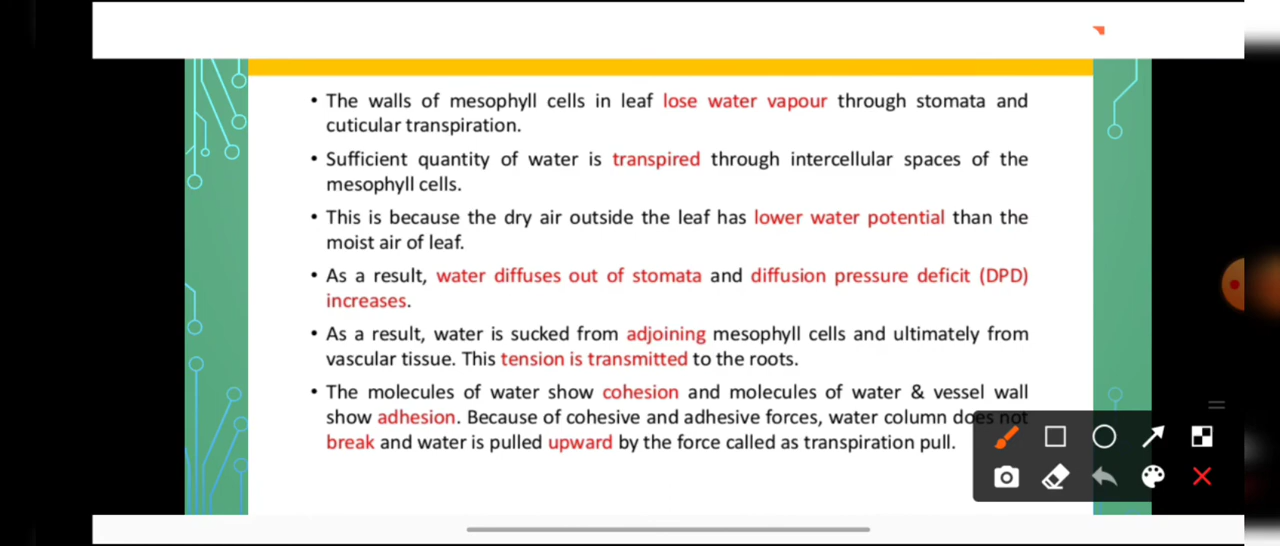 • The walls of mesophyll cells in leaf lose water vapour through stomata and
cuticular transpiration.
• Sufficient quantity of water is transpired through intercellular spaces of the
mesophyll cells.
• This is because the dry air outside the leaf has lower water potential than the
moist air of leaf.
• As a result, water diffuses out of stomata and diffusion pressure deficit (DPD)
increases.
• As a result, water is sucked from adjoining mesophyll cells and ultimately from
vascular tissue. This tension is transmitted to the roots.
• The molecules of water show cohesion and molecules of water & vessel wall
show adhesion. Because of cohesive and adhesive forces, water column does not
break and water is pulled upward by the force called as transpiration pull.